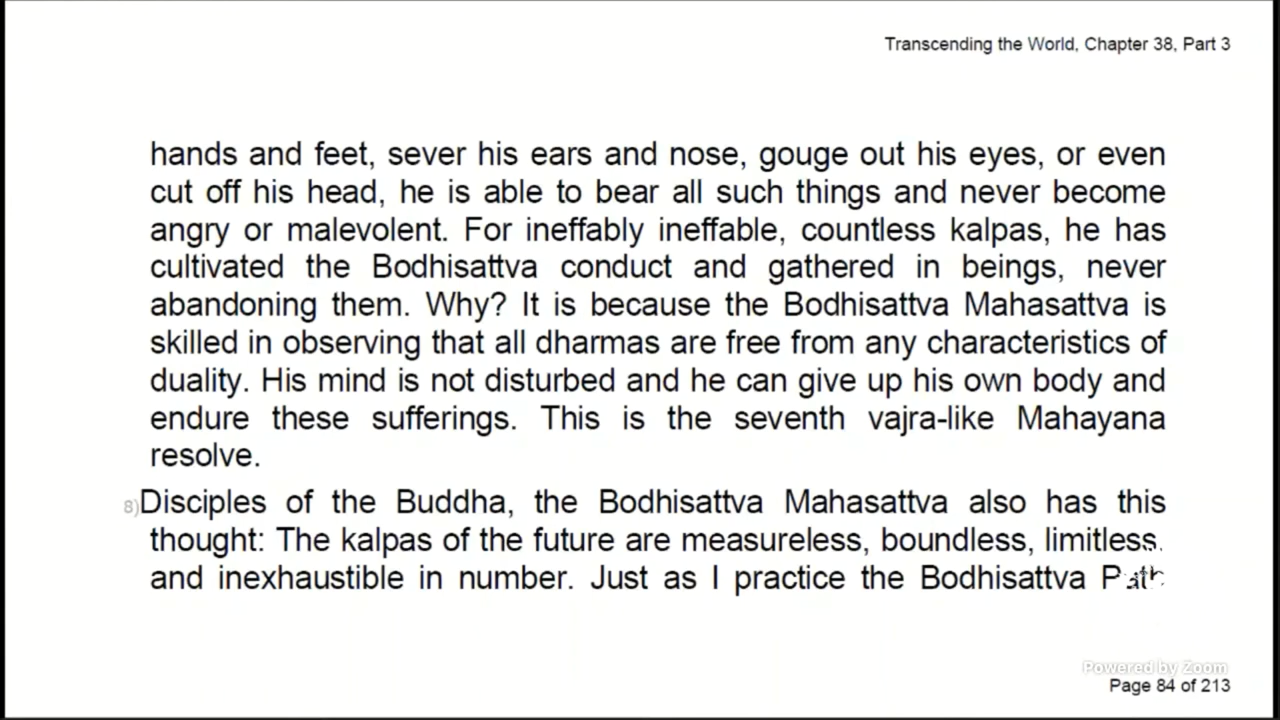 Transcending the World, Chapter 38, Part 3
hands and feet, sever his ears and nose, gouge out his eyes, or even
cut off his head, he is able to bear all such things and never become
angry or malevolent. For ineffably ineffable, countless kalpas, he has
cultivated the Bodhisattva conduct and gathered in beings, never
abandoning them. Why? It is because the Bodhisattva Mahasattva is
skilled in observing that all dharmas are free from any characteristics of
duality. His mind is not disturbed and he can give up his own body and
endure these sufferings. This is the seventh vajra-like Mahayana
resolve.
8)Disciples of the Buddha, the Bodhisattva Mahasattva also has this
thought: The kalpas of the future are measureless, boundless, limitless,
and inexhaustible in number. Just as I practice the Bodhisattva Path
Powered by Zoom
Page 84 of 213